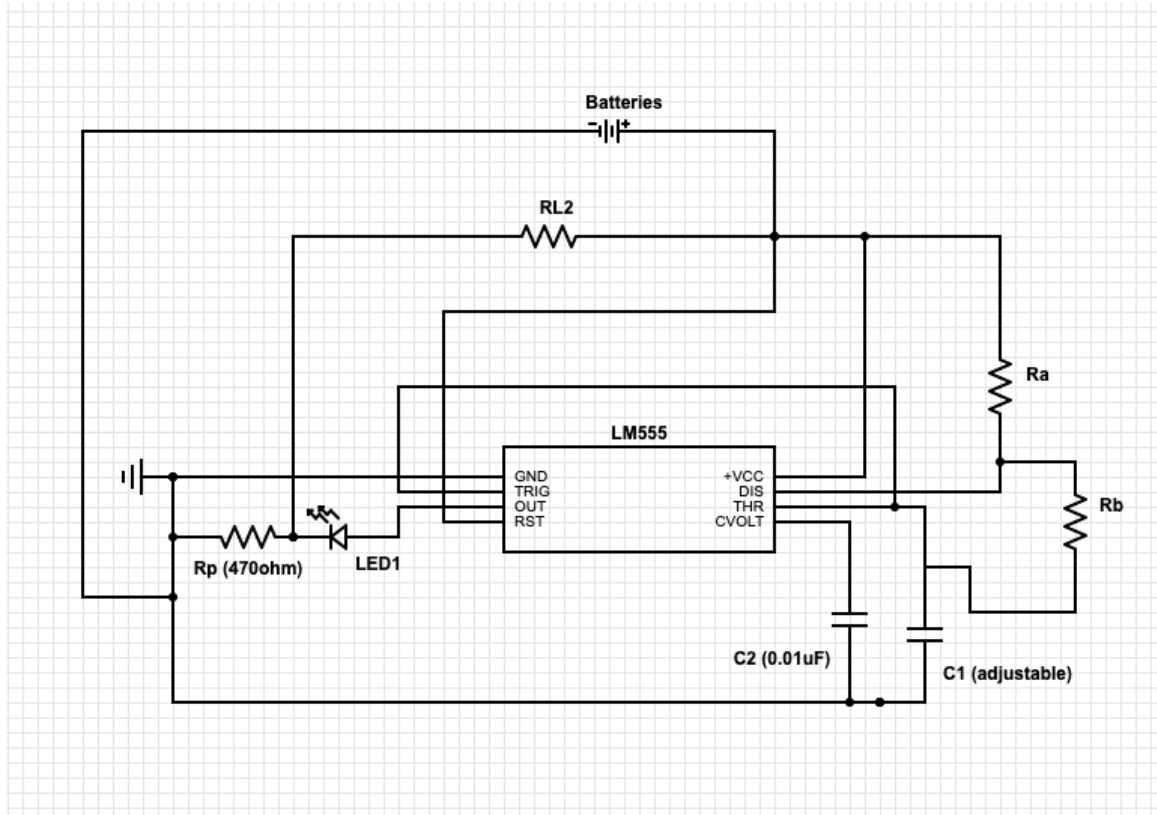 Batteries
- +
RL2
Ra
LM555
GND
TRIG
OUT
RST
+VCC
DIS
THR
CVOLT
Rb
Rp (470ohm)
LED1
C2 (0.01uF)
C1 (adjustable)